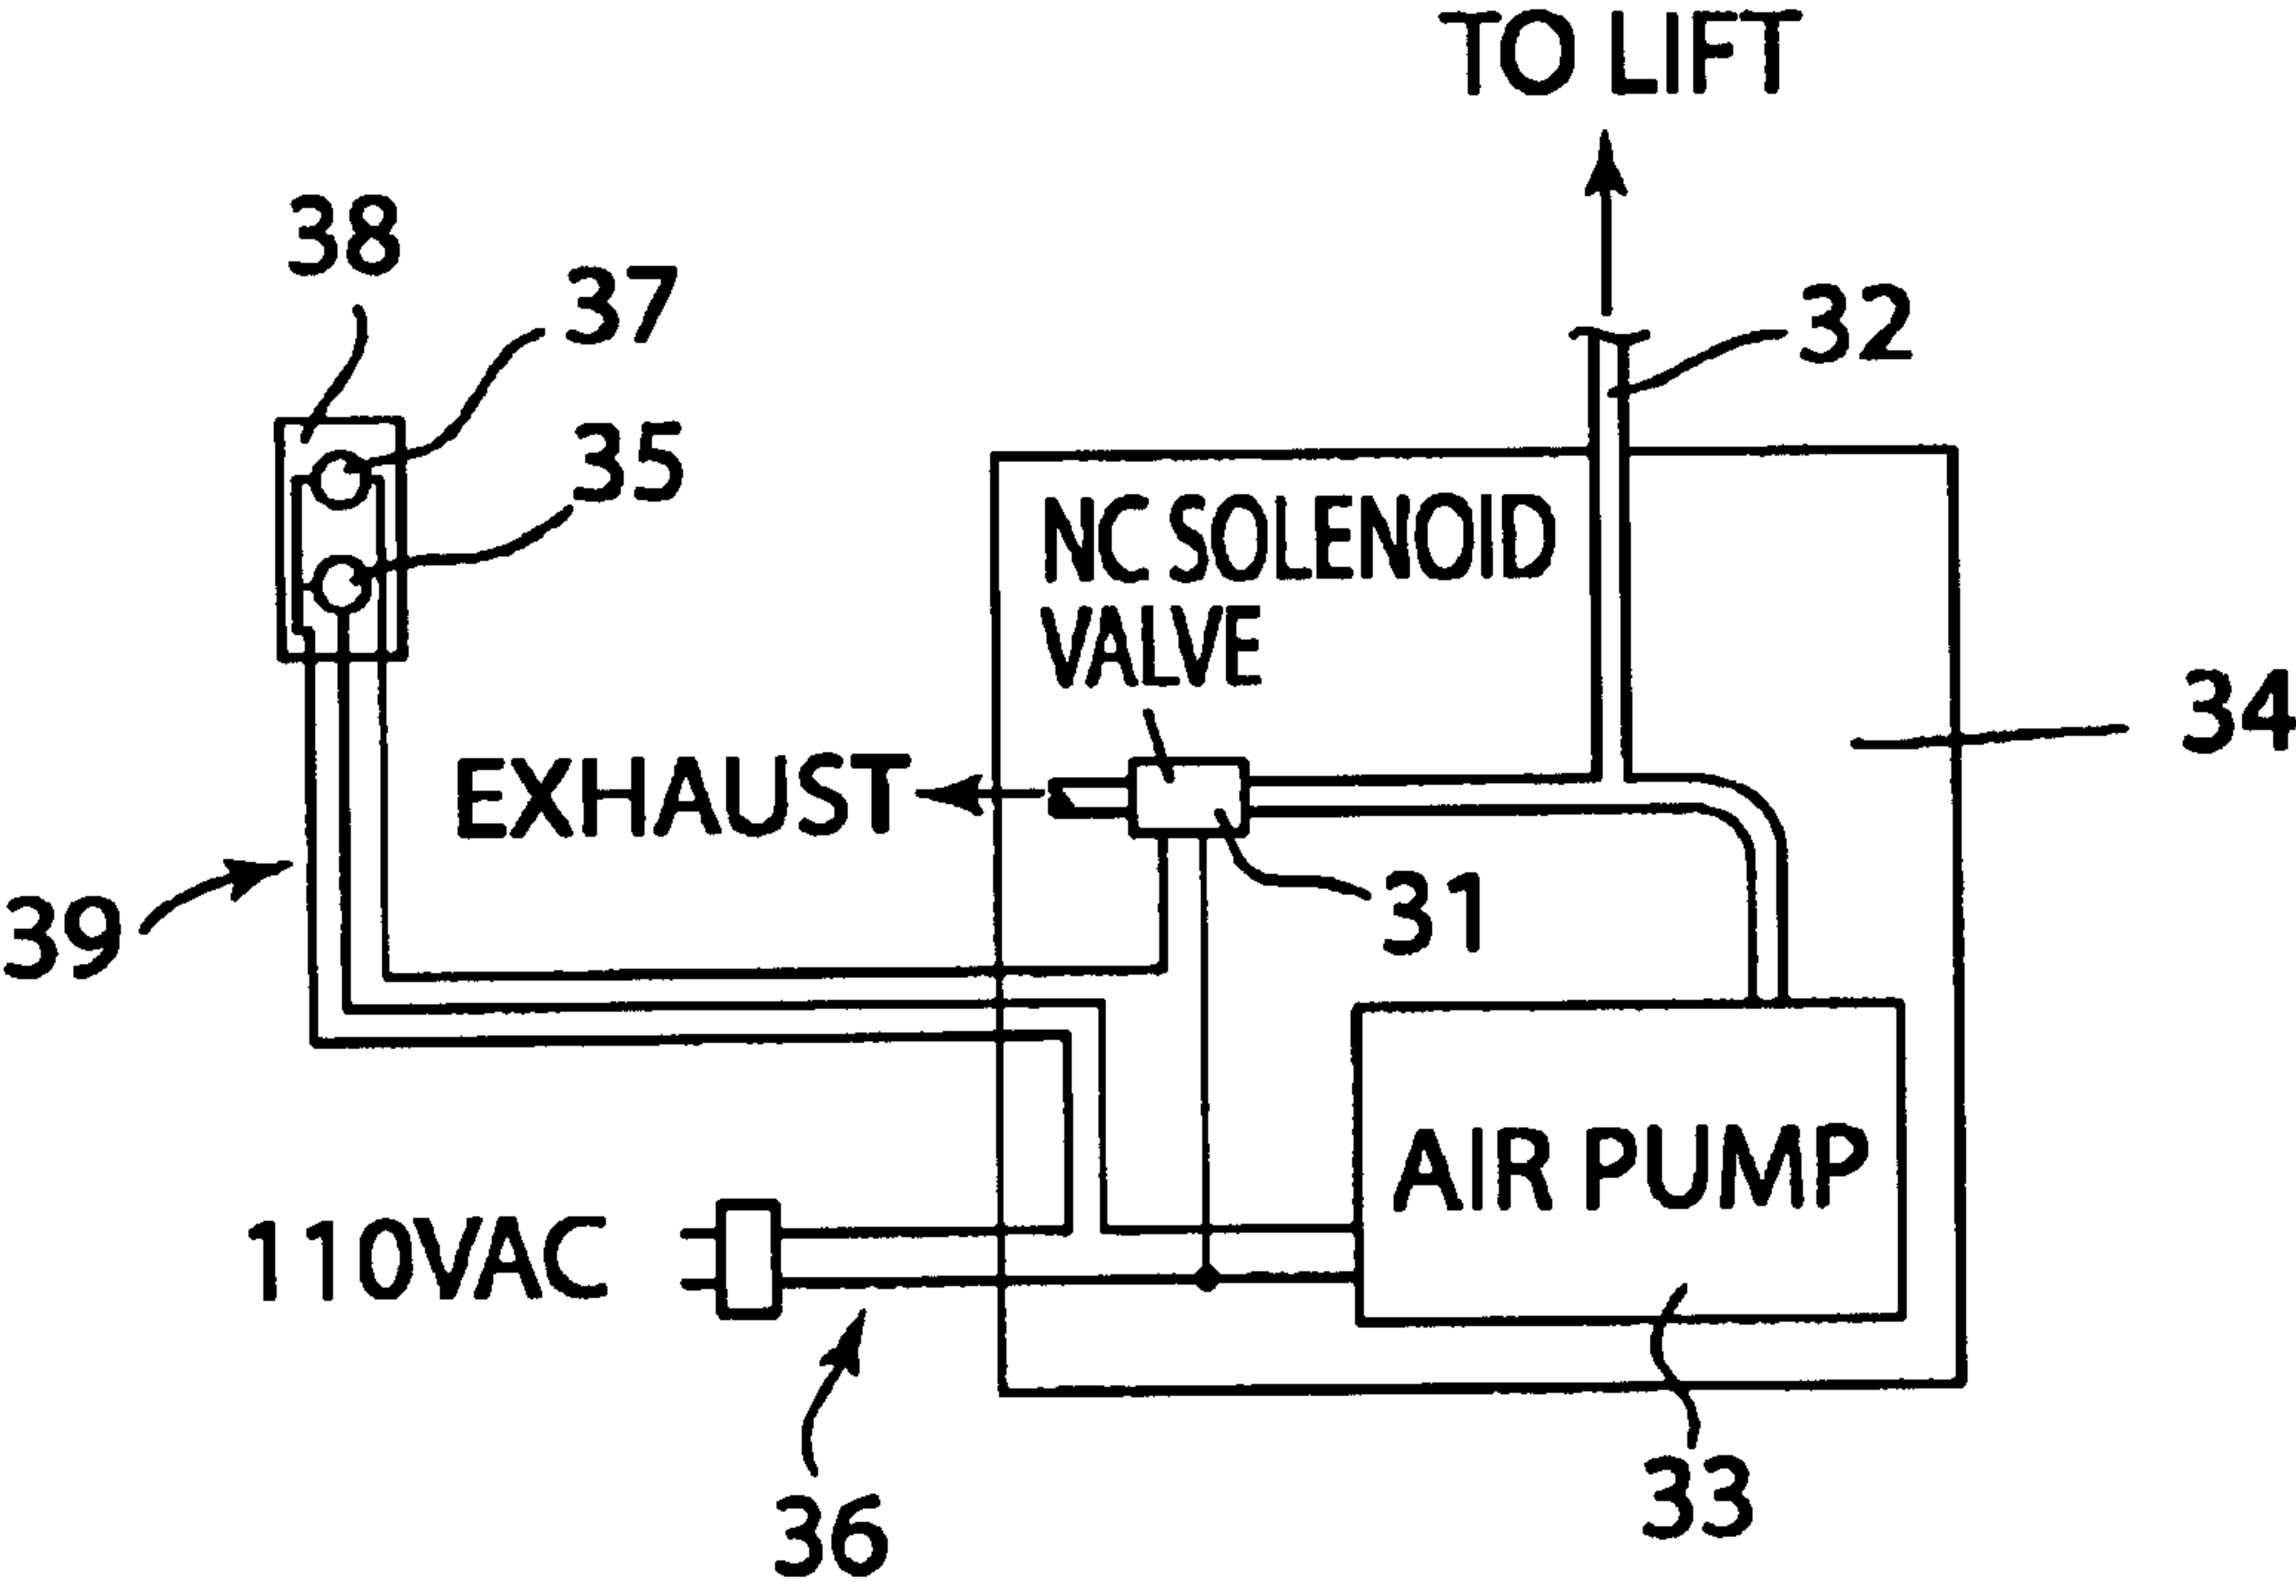 TO LIFT
38
37
32
35
NC SOLENOID
VALVE
34
EXHAUST
31
39
AIR PUMP
110VAC
33
36